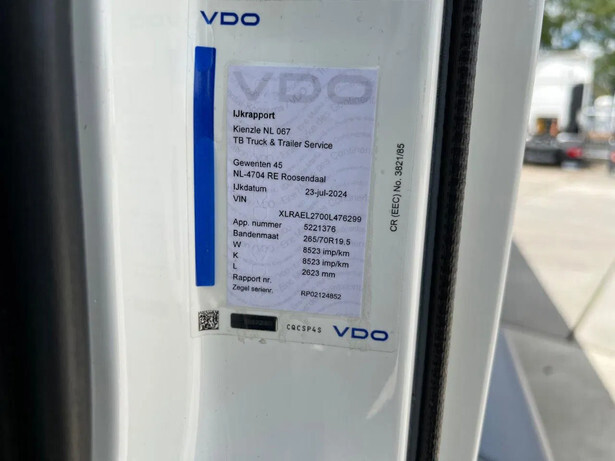 VDO
VDO
IJkrapport
Kienzle NL 067
TB Truck & Trailer Service
Gewenten 45
NL-4704 RE Roosendaal
IJkdatum 23-jul-2024
VIN
XLRAEL2700L476299
App. nummer 5221376
Bandenmaat 265/70R19.5
W 8523 imp/km
K 8523 imp/km
L 2623 mm
Rapport nr.
Zegel serienr. RP02124852
CQCSP4S VDO
CR (EEC) No. 3821/85